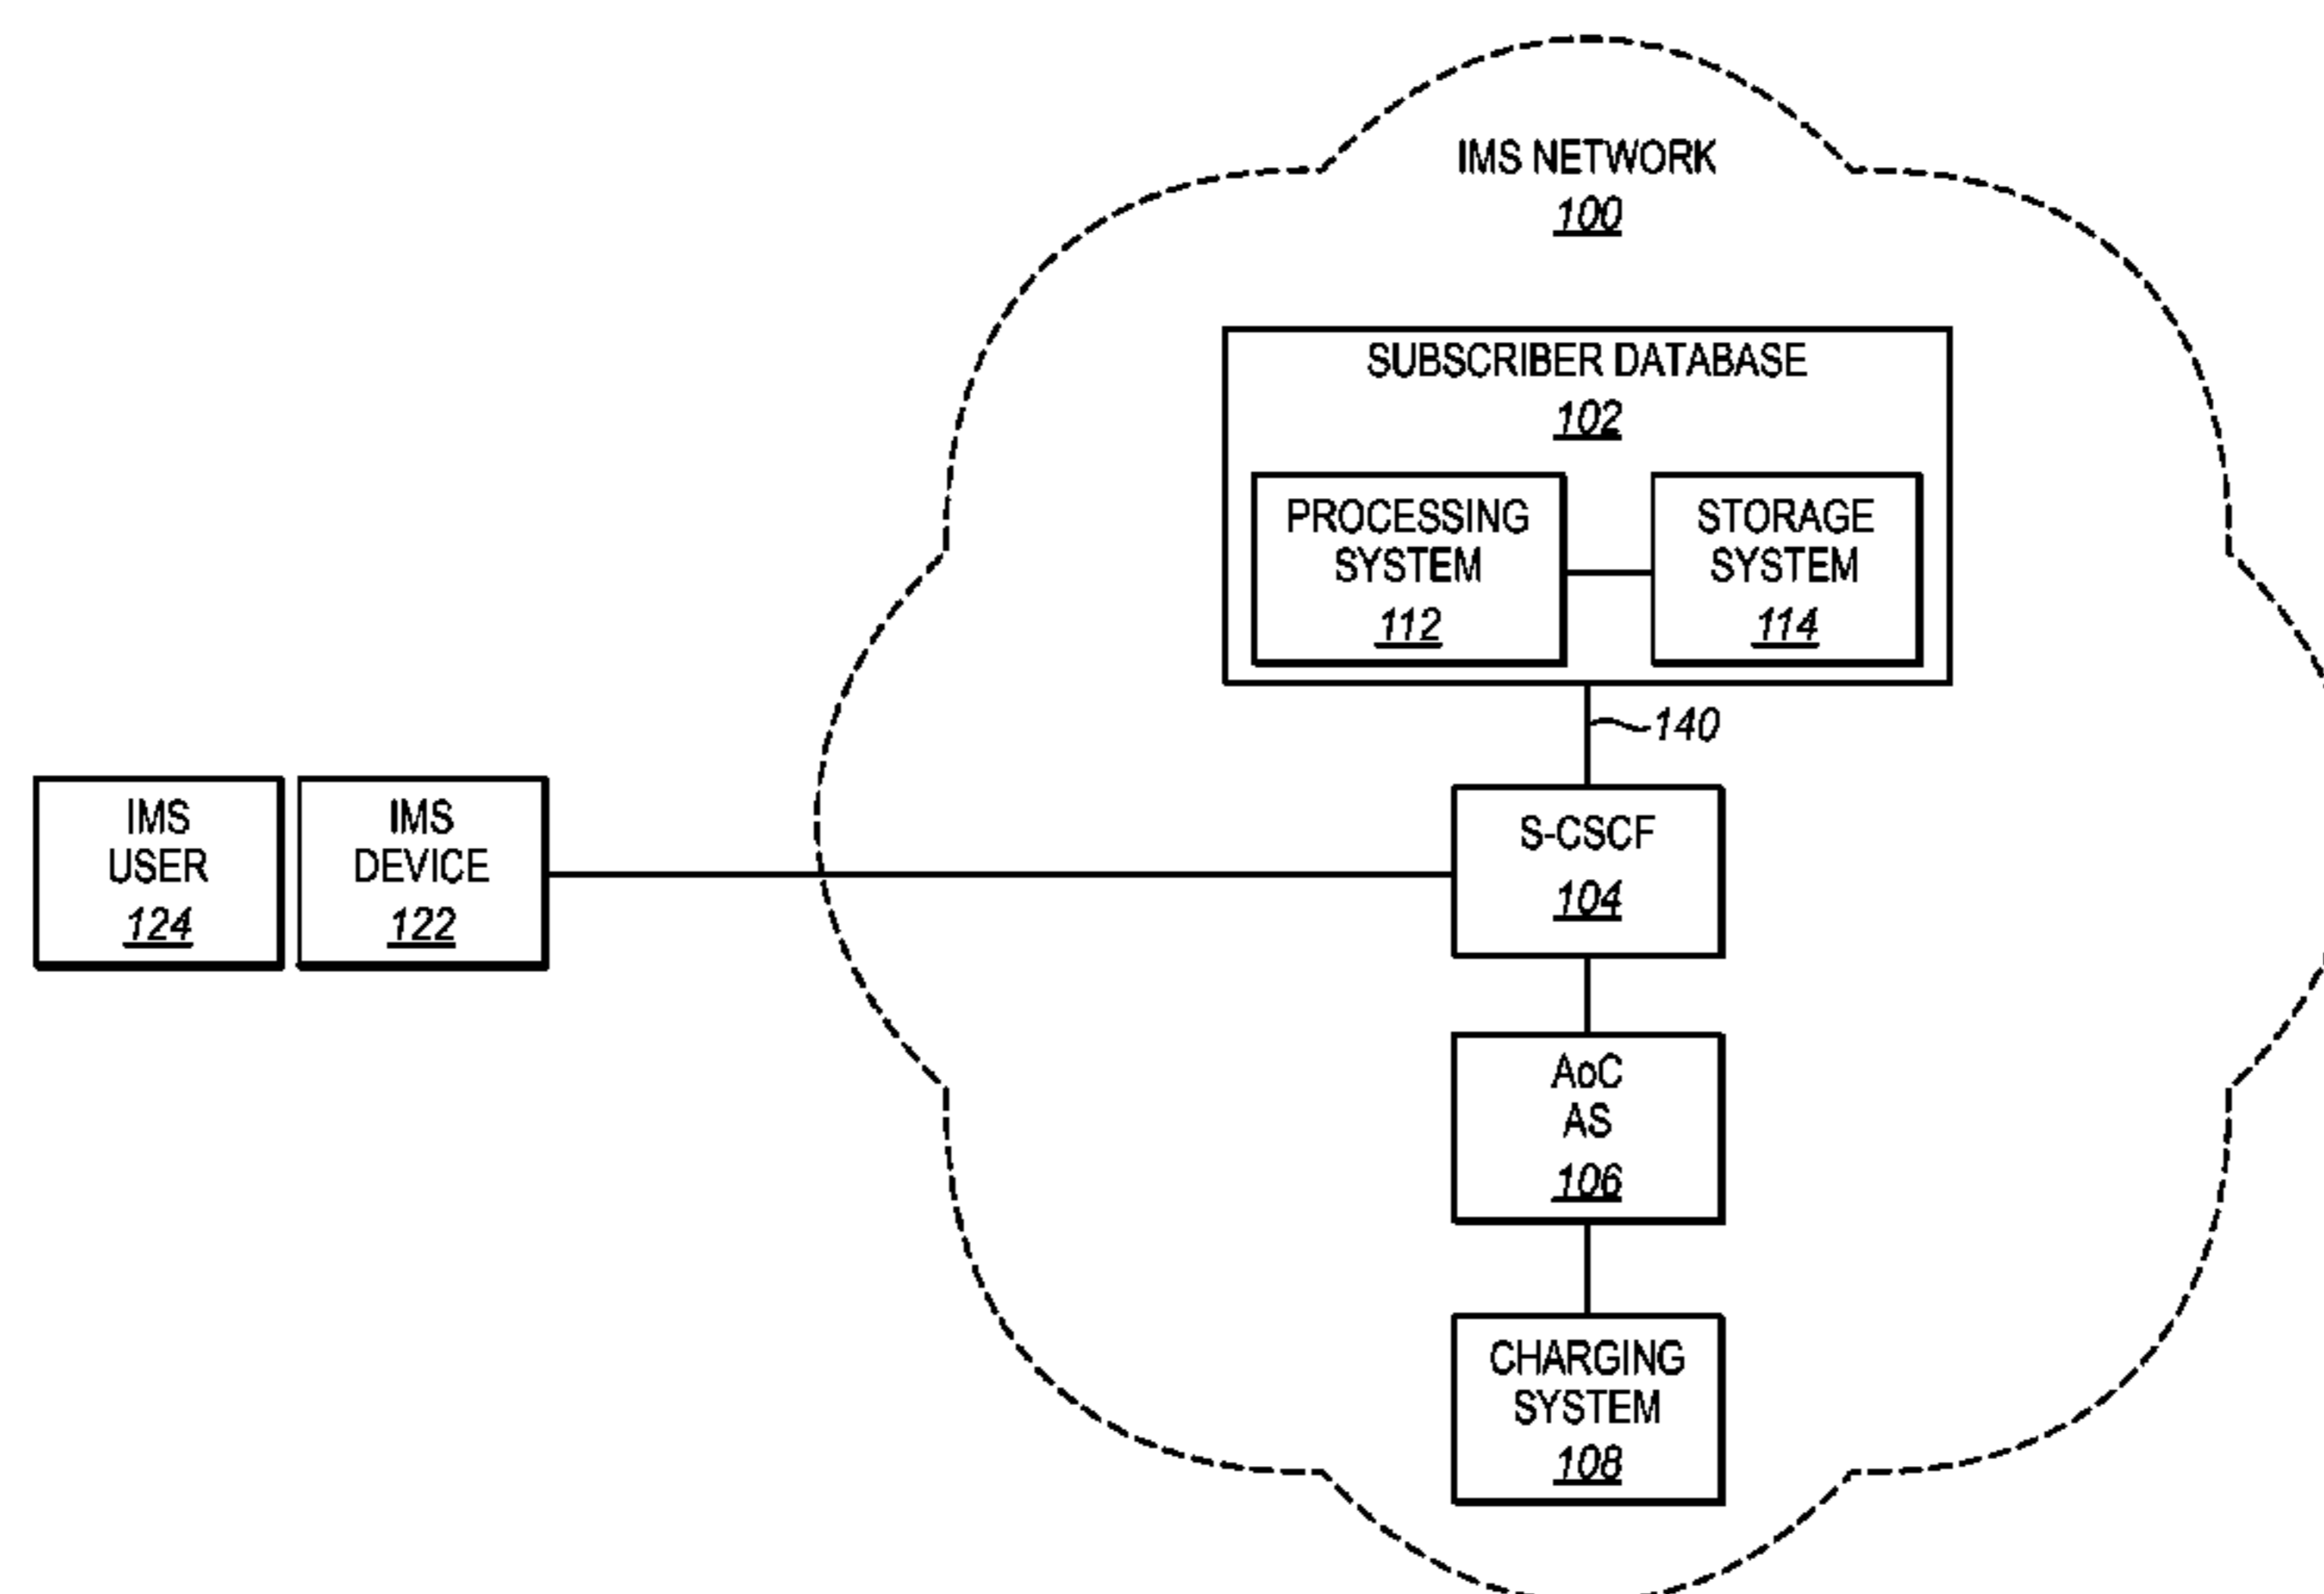 IMS NETWORK
100
SUBSCRIBER DATABASE
102
PROCESSING
SYSTEM
112
STORAGE
SYSTEM
114
140
IMS
USER
124
IMS
DEVICE
122
S-CSCF
104
AoC
AS
106
CHARGING
SYSTEM
108